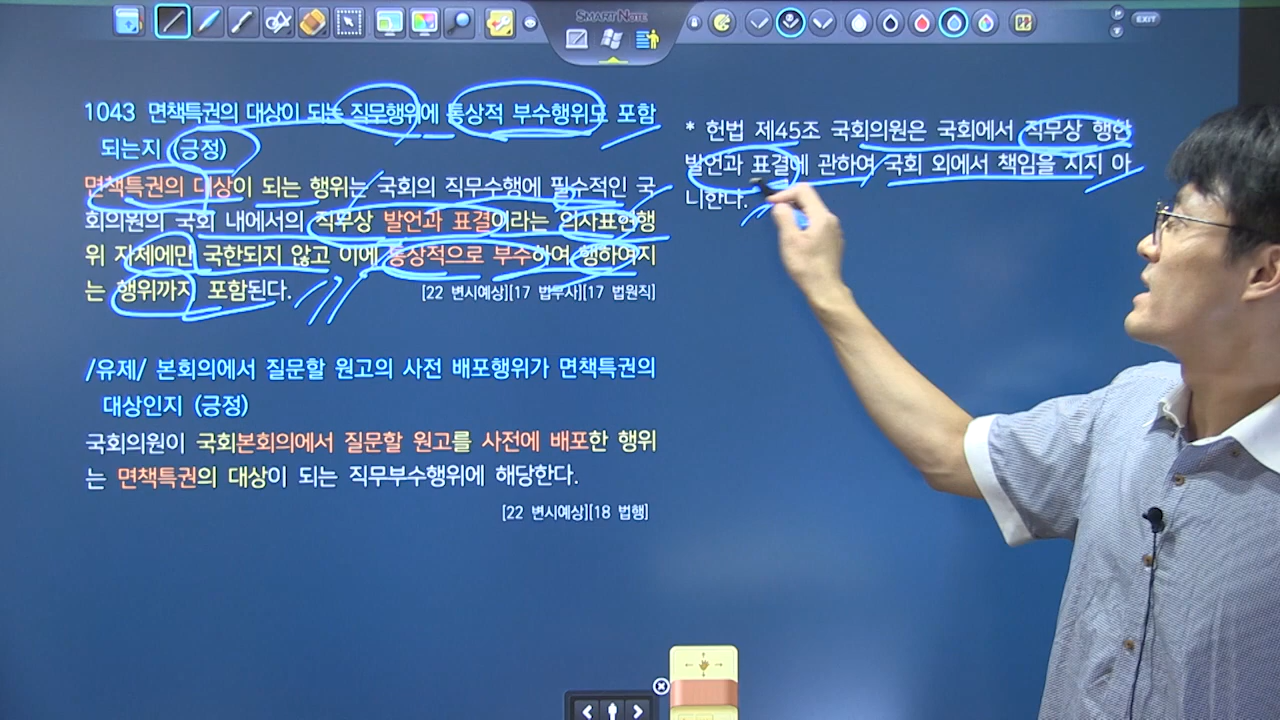 SMARTNOTE
EXIT
1043 면책특권의 대상이 되는 직무행위에 통상적 부수행위도 포함
되는지 (긍정)
면책특권의 대상이 되는 행위는 국회의 직무수행에 필수적인 국
회의원의 국회 내에서의 직무상 발언과 표결이라는 의사표현행
위 자체에만 국한되지 않고 이에 통상적으로 부수하여 행하여지
는 행위까지 포함된다.
[22 변시예상][17 법무사][17 법원직]
/유제/ 본회의에서 질문할 원고의 사전 배포행위가 면책특권의
대상인지 (긍정)
국회의원이 국회본회의에서 질문할 원고를 사전에 배포한 행위
는 면책특권의 대상이 되는 직무부수행위에 해당한다.
[22 변시예상][18 법행]
* 헌법 제45조 국회의원은 국회에서 직무상 행한
발언과 표결에 관하여 국회 외에서 책임을 지지 아
니한다.